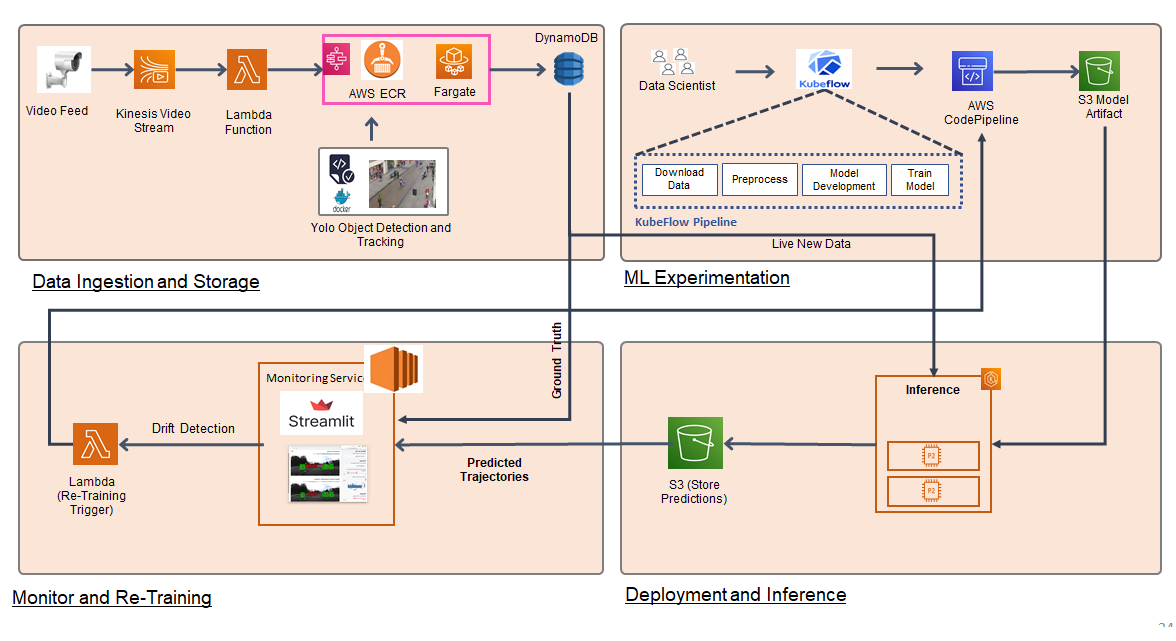 Video Feed
Kinesis Video
Stream
Lambda
Function
AWS ECR
Fargate
DynamoDB
docker
Yolo Object Detection and
Tracking
Data Ingestion and Storage
Data Scientist
Kubeflow
AWS
CodePipeline
S3 Model
Artifact
Download
Data
Preprocess
Model
Development
Train
Model
KubeFlow Pipeline
Live New Data
ML Experimentation
Ground Truth
Monitoring Servic
Streamlit
Drift Detection
Lambda
(Re-Training
Trigger)
Predicted
Trajectories
Monitor and Re-Training
S3 (Store
Predictions)
Inference
P2
P2
Deployment and Inference